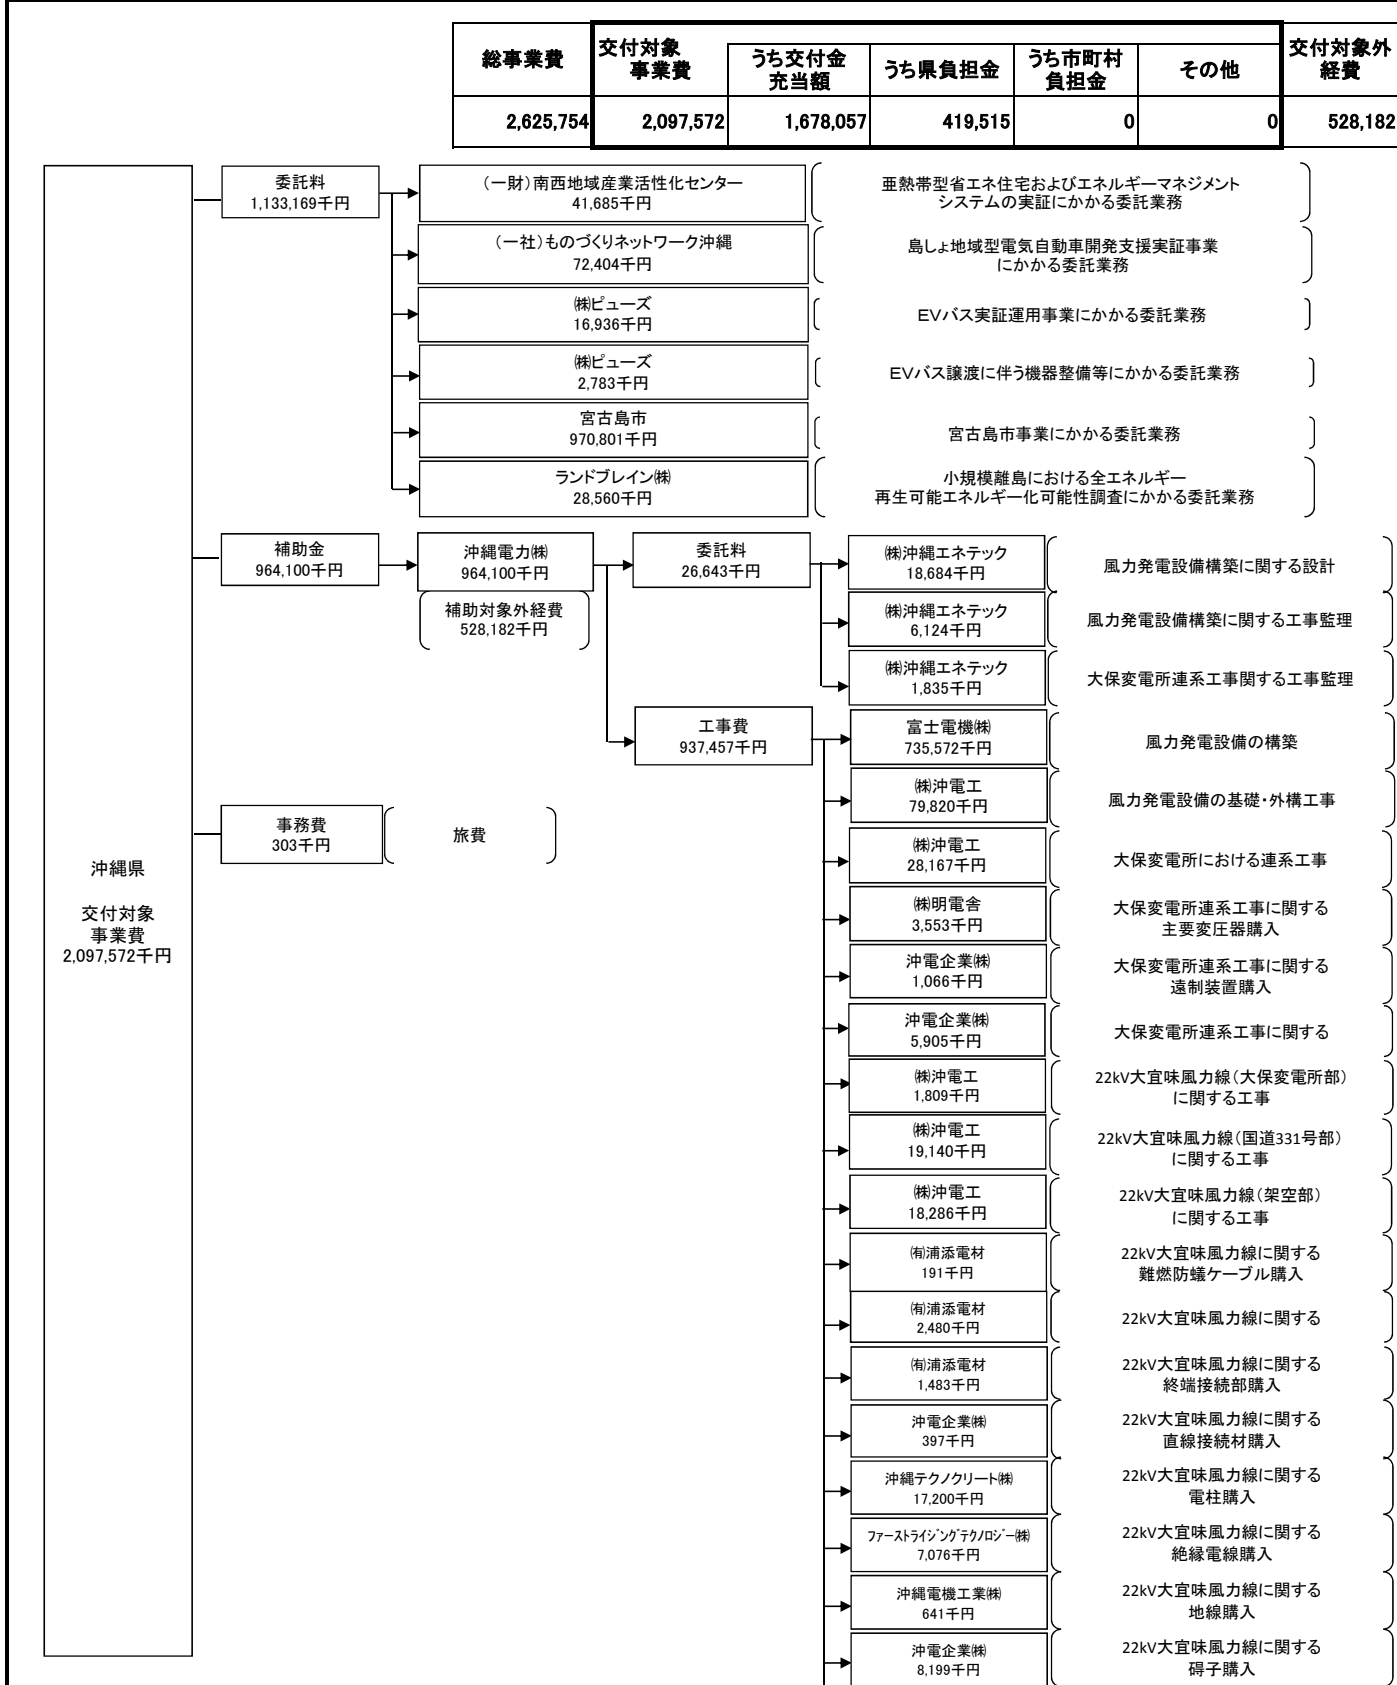 総事業費
交付対象
事業費
うち交付金
充当額
うち県負担金
うち市町村
負担金
その他
交付対象外
経費
2,625,754
2,097,572
1,678,057
419,515
0
0
528,182
沖縄県
交付対象
事業費
2,097,572千円
委託料
1,133,169千円
(一財)南西地域産業活性化センター
41,685千円
亜熱帯型省エネ住宅およびエネルギーマネジメント
システムの実証にかかる委託業務
(一社)ものづくりネットワーク沖縄
72,404千円
島しょ地域型電気自動車開発支援実証事業
にかかる委託業務
㈱ピューズ
16,936千円
EVバス実証運用事業にかかる委託業務
㈱ピューズ
2,783千円
EVバス譲渡に伴う機器整備等にかかる委託業務
宮古島市
970,801千円
宮古島市事業にかかる委託業務
ランドブレイン㈱
28,560千円
小規模離島における全エネルギー
再生可能エネルギー化可能性調査にかかる委託業務
補助金
964,100千円
沖縄電力㈱
964,100千円
補助対象外経費
528,182千円
委託料
26,643千円
㈱沖縄エネテック
18,684千円
風力発電設備構築に関する設計
㈱沖縄エネテック
6,124千円
風力発電設備構築に関する工事監理
㈱沖縄エネテック
1,835千円
大保変電所連系工事関する工事監理
工事費
937,457千円
富士電機㈱
735,572千円
風力発電設備の構築
㈱沖電工
79,820千円
風力発電設備の基礎・外構工事
事務費
303千円
旅費
㈱沖電工
28,167千円
大保変電所における連系工事
㈱明電舎
3,553千円
大保変電所連系工事に関する
主要変圧器購入
沖電企業㈱
1,066千円
大保変電所連系工事に関する
遠制装置購入
沖電企業㈱
5,905千円
大保変電所連系工事に関する
㈱沖電工
1,809千円
22kV大宜味風力線(大保変電所部)
に関する工事
㈱沖電工
19,140千円
22kV大宜味風力線(国道331号部)
に関する工事
㈱沖電工
18,286千円
22kV大宜味風力線(架空部)
に関する工事
㈲浦添電材
191千円
22kV大宜味風力線に関する
難燃防蟻ケーブル購入
㈲浦添電材
2,480千円
22kV大宜味風力線に関する
㈲浦添電材
1,483千円
22kV大宜味風力線に関する
終端接続部購入
沖電企業㈱
397千円
22kV大宜味風力線に関する
直線接続材購入
沖縄テクノクリート㈱
17,200千円
22kV大宜味風力線に関する
電柱購入
ﾌｧｰｽﾄﾗｲｼﾞﾝｸﾞﾃｸﾉﾛｼﾞｰ㈱
7,076千円
22kV大宜味風力線に関する
絶縁電線購入
沖縄電機工業㈱
641千円
22kV大宜味風力線に関する
地線購入
沖電企業㈱
8,199千円
22kV大宜味風力線に関する
碍子購入